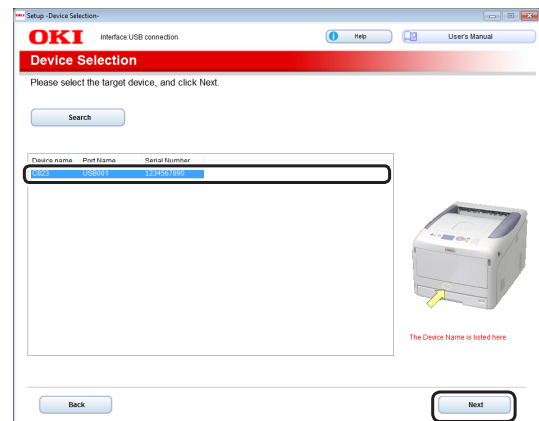 OKI Setup -Device Selection-
OKI Interface:USB connection Help User's Manual
Device Selection
Please select the target device, and click Next.
Search
Device name Port Name Serial Number
C823 USB001 1234567890
The Device Name is listed here.
Back Next